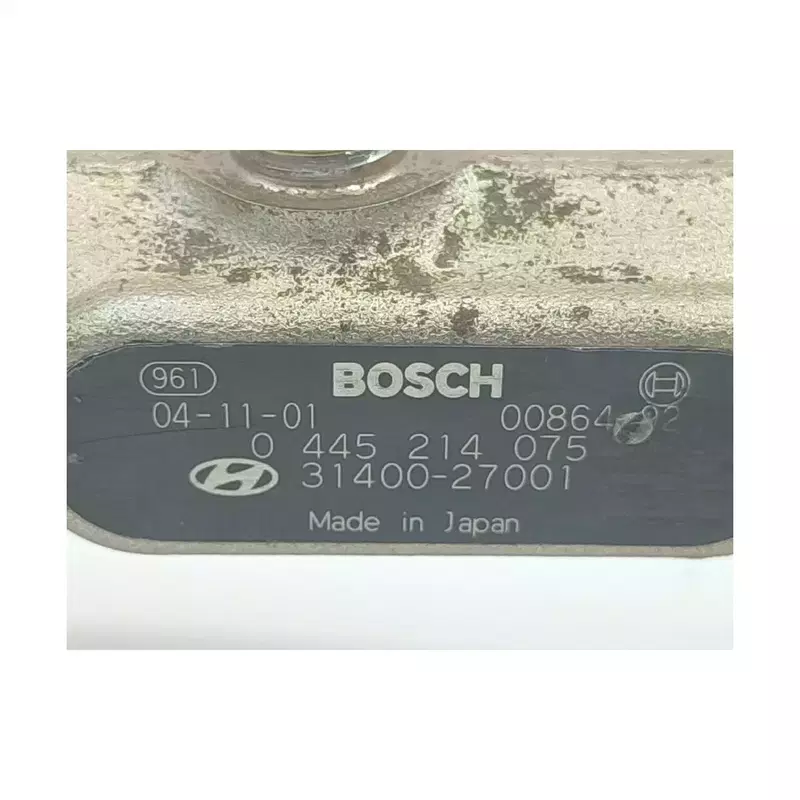 961 BOSCH
04-11-01
0 445 214 075
31400-27001
Made in Japan